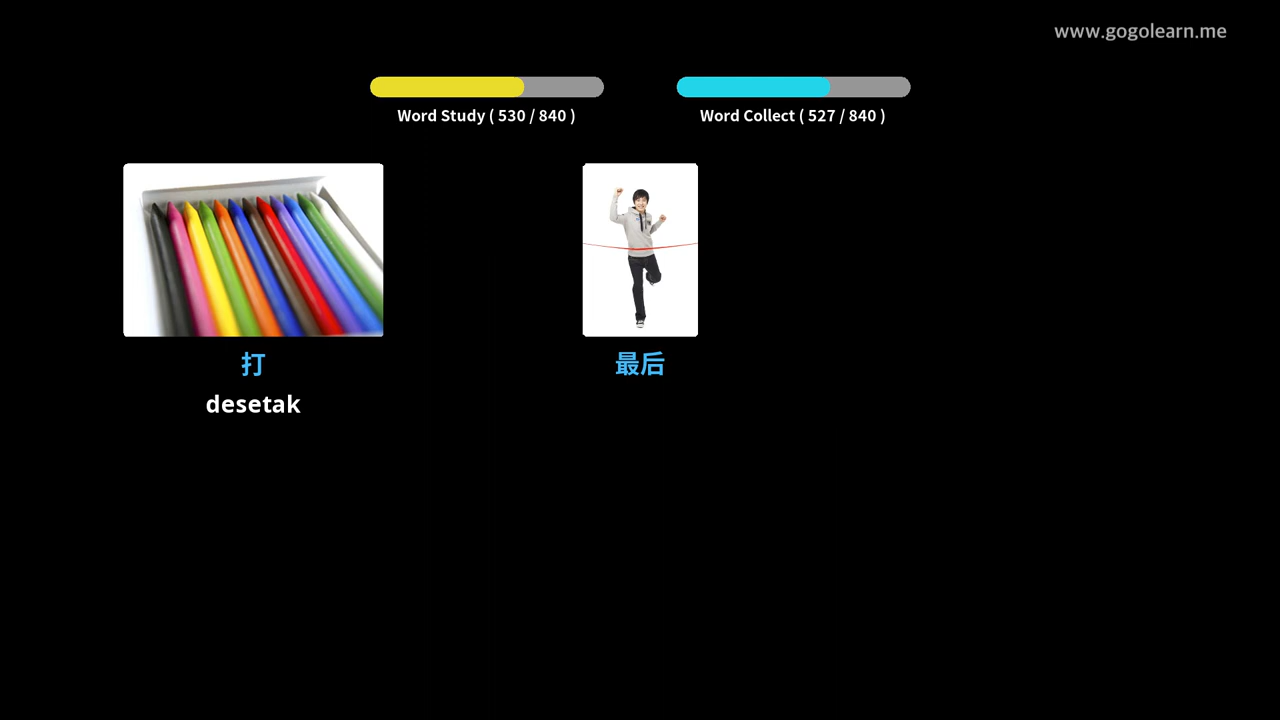 www.gogolearn.me
Word Study ( 530 / 840 )
Word Collect ( 527 / 840 )
打
desetak
最后